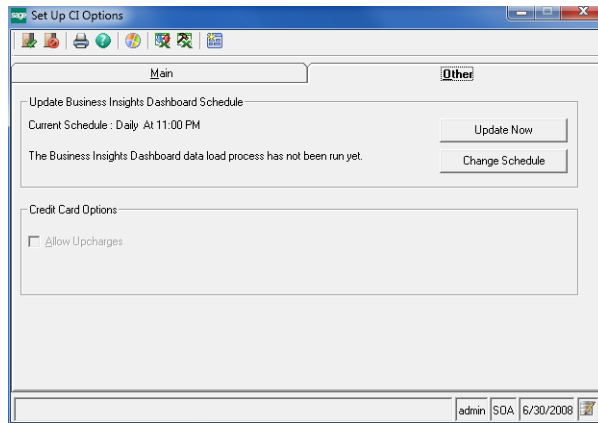 sage Set Up CI Options
Main
Other
Update Business Insights Dashboard Schedule
Current Schedule : Daily At 11:00 PM
Update Now
The Business Insights Dashboard data load process has not been run yet.
Change Schedule
Credit Card Options
Allow Upcharges
admin SOA 6/30/2008